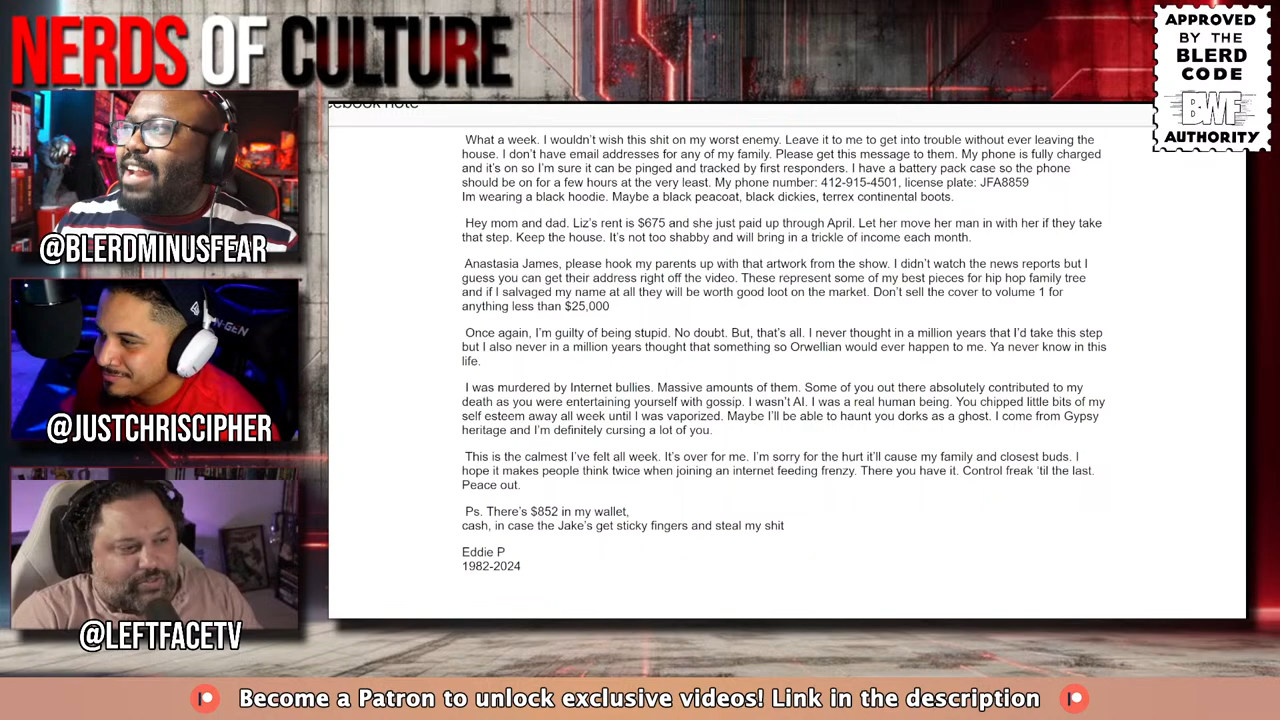 NERDS OF CULTURE
APPROVED
BY THE
BLERD
CODE
BWF
AUTHORITY
@BLERDMINUSFEAR
@JUSTCHRISCIPHER
@LEFTFACETV
What a week. I wouldn't wish this shit on my worst enemy. Leave it to me to get into trouble without ever leaving the
house. I don't have email addresses for any of my family. Please get this message to them. My phone is fully charged
and it's on so I'm sure it can be pinged and tracked by first responders. I have a battery pack case so the phone
should be on for a few hours at the very least. My phone number: 412-915-4501, license plate: JFA8859
Im wearing a black hoodie. Maybe a black peacoat, black dickies, terrex continental boots.
Hey mom and dad. Liz's rent is $675 and she just paid up through April. Let her move her man in with her if they take
that step. Keep the house. It's not too shabby and will bring in a trickle of income each month.
Anastasia James, please hook my parents up with that artwork from the show. I didn't watch the news reports but I
guess you can get their address right off the video. These represent some of my best pieces for hip hop family tree
and if I salvaged my name at all they will be worth good loot on the market. Don't sell the cover to volume 1 for
anything less than $25,000
Once again, I'm guilty of being stupid. No doubt. But, that's all. I never thought in a million years that I'd take this step
but I also never in a million years thought that something so Orwellian would ever happen to me. Ya never know in this
life.
I was murdered by Internet bullies. Massive amounts of them. Some of you out there absolutely contributed to my
death as you were entertaining yourself with gossip. I wasn't AI. I was a real human being. You chipped little bits of my
self esteem away all week until I was vaporized. Maybe I'll be able to haunt you dorks as a ghost. I come from Gypsy
heritage and I'm definitely cursing a lot of you.
This is the calmest I've felt all week. It's over for me. I'm sorry for the hurt it'll cause my family and closest buds. I
hope it makes people think twice when joining an internet feeding frenzy. There you have it. Control freak 'til the last.
Peace out.
Ps. There's $852 in my wallet,
cash, in case the Jake's get sticky fingers and steal my shit
Eddie P
1982-2024
Become a Patron to unlock exclusive videos! Link in the description